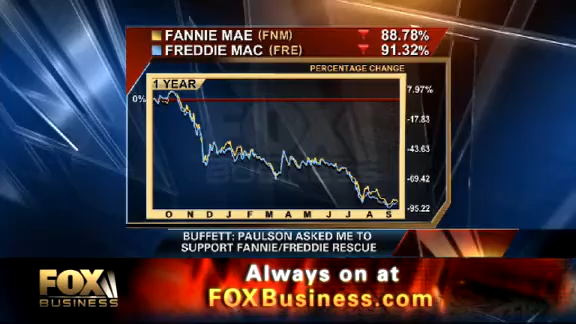 FANNIE MAE (FNM) 88.78%
FREDDIE MAC (FRE) 91.32%
PERCENTAGE CHANGE
1 YEAR
0%
7.97%
-17.83
-43.63
-69.42
-95.22
FOX
BUSINESS
O N D J F M A M J J A S
BUFFETT: PAULSON ASKED ME TO
SUPPORT FANNIE/FREDDIE RESCUE
FOX
BUSINESS
Always on at
FOXBusiness.com